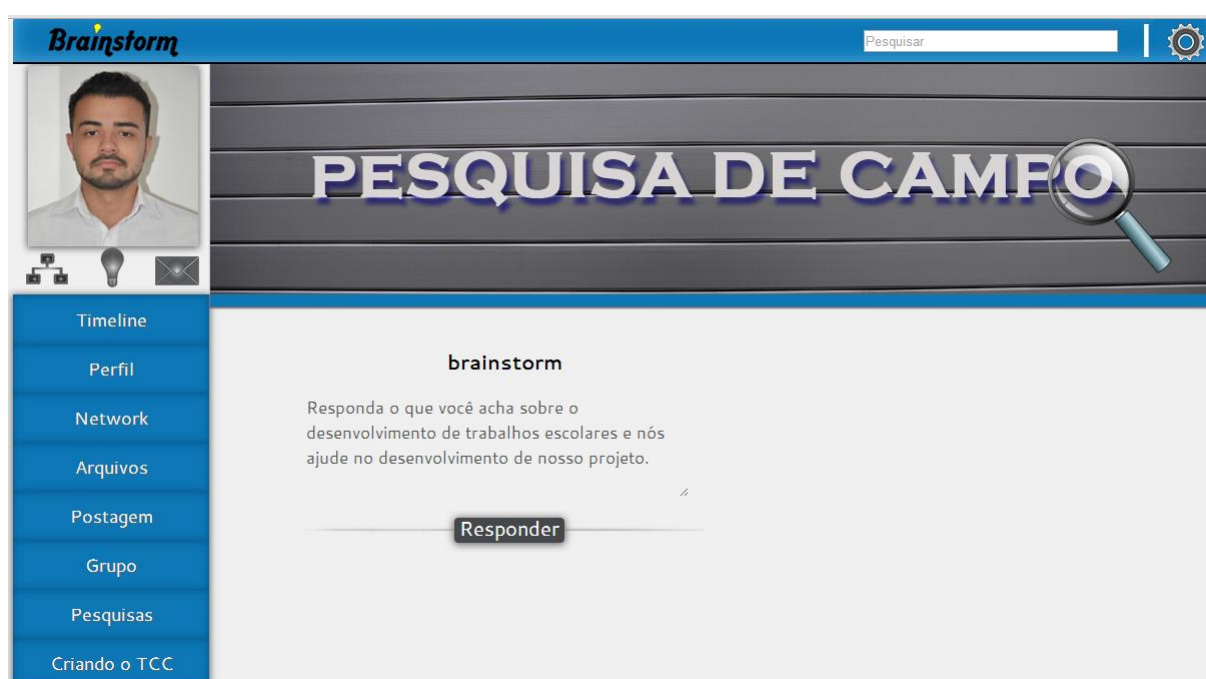 Brainstorm
Pesquisar
PESQUISA DE CAMPO
Timeline
Perfil
Network
Arquivos
Postagem
Grupo
Pesquisas
Criando o TCC
brainstorm
Responda o que você acha sobre o
desenvolvimento de trabalhos escolares e nós
ajude no desenvolvimento de nosso projeto.
Responder